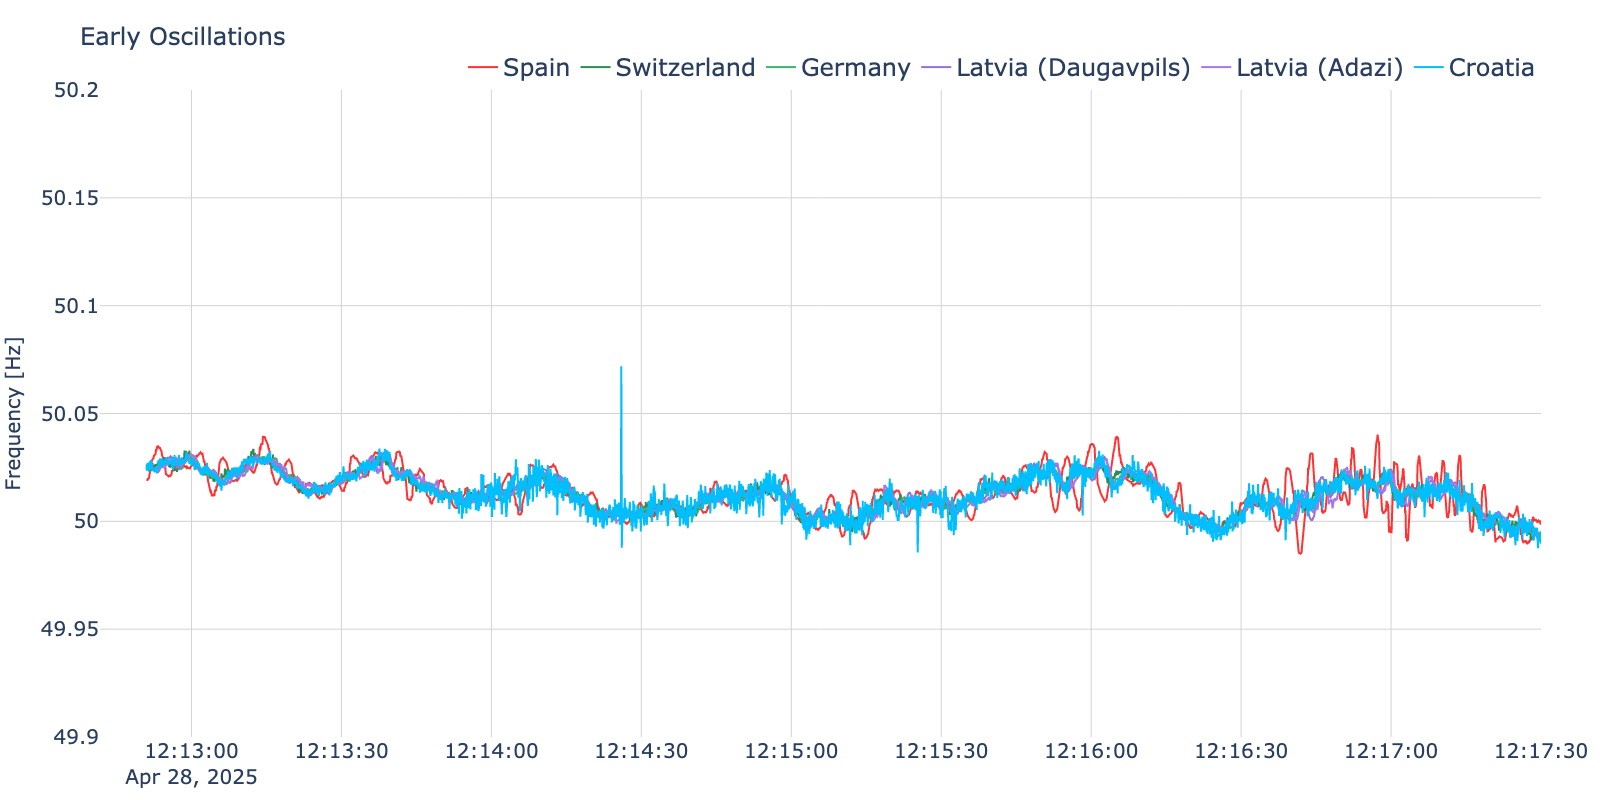 Early Oscillations
Spain Switzerland Germany Latvia (Daugavpils) Latvia (Adazi) Croatia
50.2
50.15
50.1
50.05
50
49.95
49.9
Frequency [Hz]
12:13:00 12:13:30 12:14:00 12:14:30 12:15:00 12:15:30 12:16:00 12:16:30 12:17:00 12:17:30
Apr 28, 2025